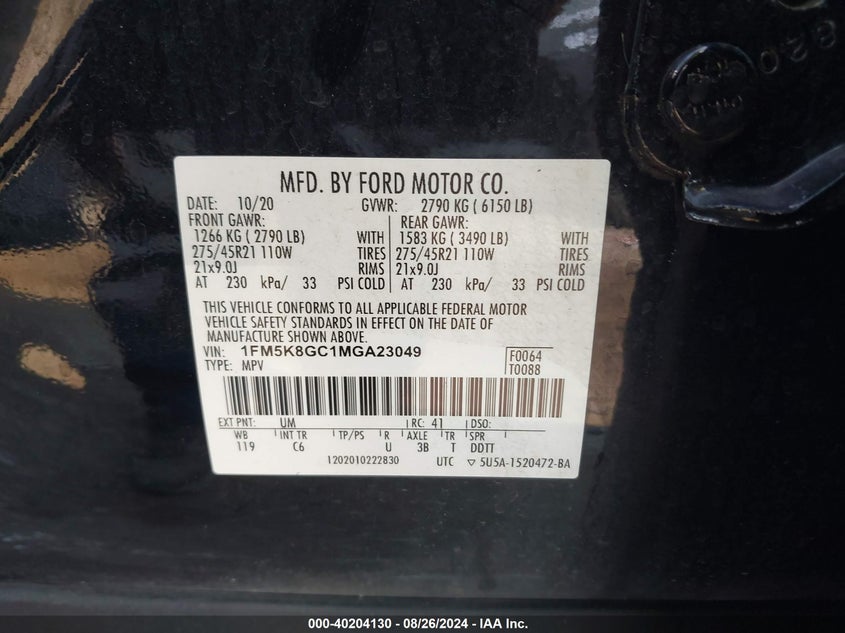 820
MFD. BY FORD MOTOR CO.
DATE: 10/20 GVWR: 2790 KG ( 6150 LB)
FRONT GAWR: REAR GAWR:
1266 KG ( 2790 LB) WITH 1583 KG ( 3490 LB) WITH
275/45R21 110W TIRES 275/45R21 110W TIRES
21x9.0J RIMS 21x9.0J RIMS
AT 230 kPa/ 33 PSI COLD AT 230 kPa/ 33 PSI COLD
THIS VEHICLE CONFORMS TO ALL APPLICABLE FEDERAL MOTOR
VEHICLE SAFETY STANDARDS IN EFFECT ON THE DATE OF
MANUFACTURE SHOWN ABOVE.
VIN: 1FM5K8GC1MGA23049 F0064
TYPE: MPV T0088
EXT PNT: UM RC: 41 DSO:
WB INT TR TP/PS R AXLE TR SPR
119 C6 U 3B T DDTT
1202010222830 UTC ▽ 5U5A-1520472-BA
000-40204130 - 08/26/2024 - IAA Inc.